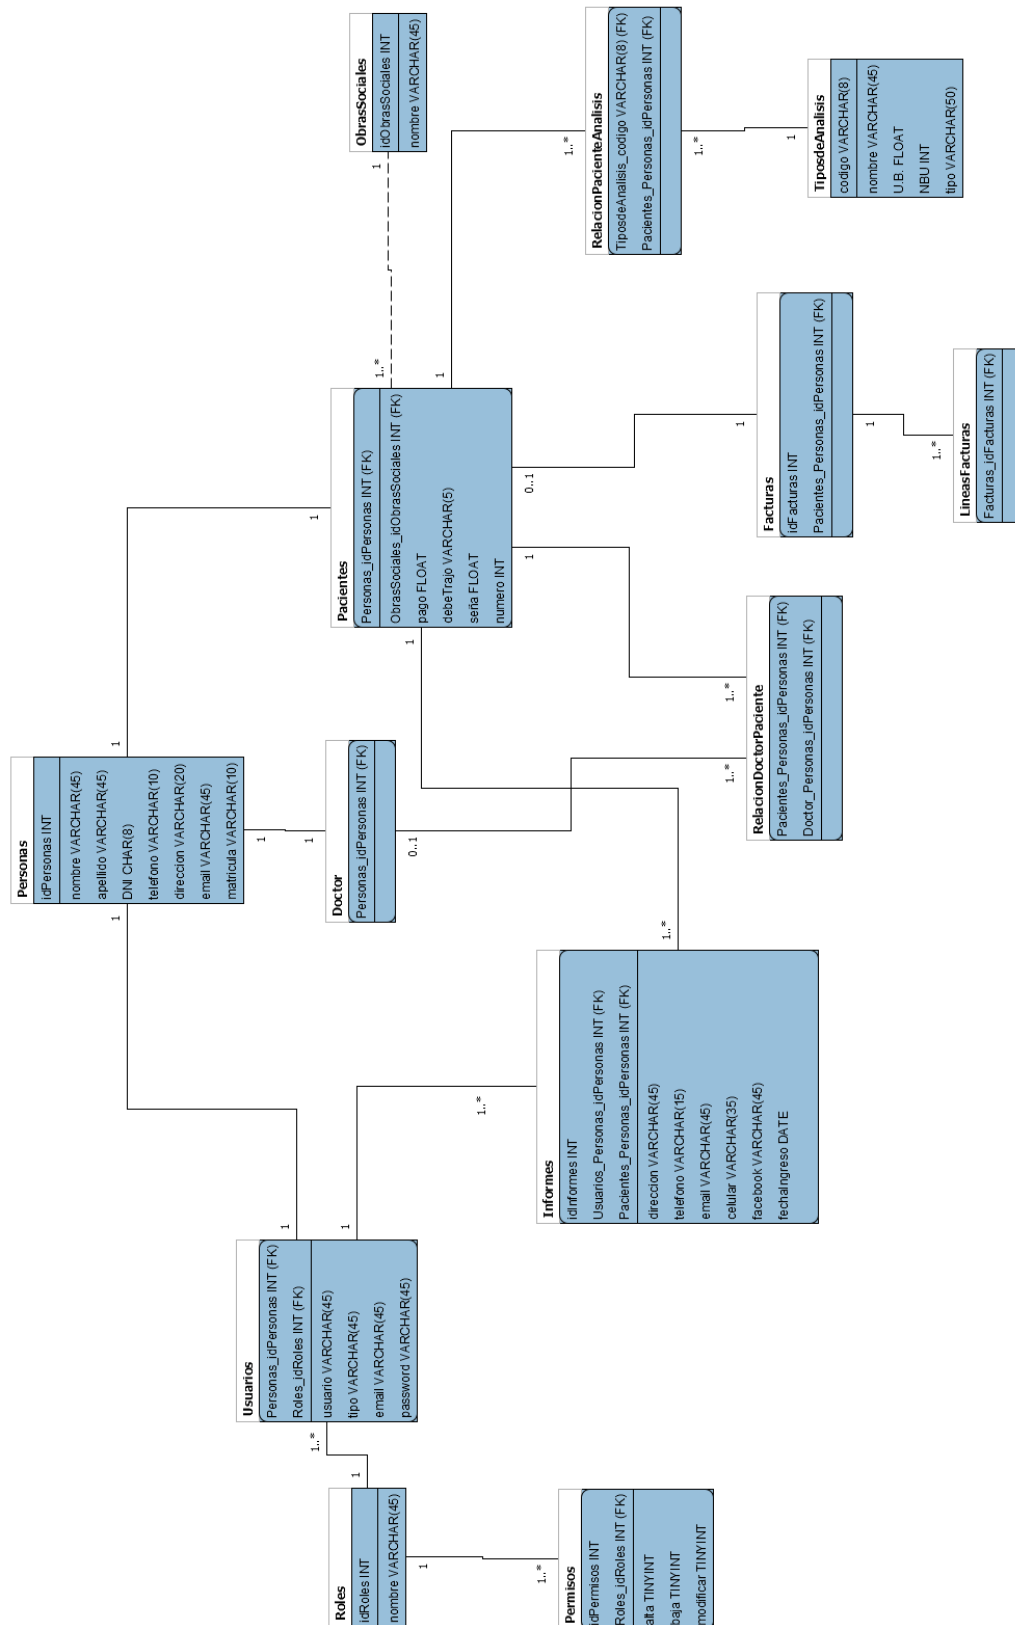 Personas
idPersonas INT
nombre VARCHAR(45)
apellido VARCHAR(45)
DNI CHAR(8)
telefono VARCHAR(10)
direccion VARCHAR(20)
email VARCHAR(45)
matricula VARCHAR(10)
1
1
1
Usuarios
Personas_idPersonas INT (FK)
Roles_idRoles INT (FK)
usuario VARCHAR(45)
tipo VARCHAR(45)
email VARCHAR(45)
password VARCHAR(45)
1
1
1..*
Roles
idRoles INT
nombre VARCHAR(45)
1
1
Permisos
idPermisos INT
Roles_idRoles INT (FK)
alta TINYINT
baja TINYINT
modificar TINYINT
1..*
Doctor
Personas_idPersonas INT (FK)
1
0..1
Pacientes
Personas_idPersonas INT (FK)
ObrasSociales_idObrasSociales INT (FK)
pago FLOAT
debeTrajo VARCHAR(5)
seña FLOAT
numero INT
1
1
1
0..1
1
1..*
ObrasSociales
idObrasSociales INT
nombre VARCHAR(45)
1
Informes
idInformes INT
Usuarios_Personas_idPersonas INT (FK)
Pacientes_Personas_idPersonas INT (FK)
direccion VARCHAR(45)
telefono VARCHAR(15)
email VARCHAR(45)
celular VARCHAR(35)
facebook VARCHAR(45)
fechaIngreso DATE
1..*
1..*
RelacionDoctorPaciente
Pacientes_Personas_idPersonas INT (FK)
Doctor_Personas_idPersonas INT (FK)
1..*
1..*
Facturas
idFacturas INT
Pacientes_Personas_idPersonas INT (FK)
1
1
LineasFacturas
Facturas_idFacturas INT (FK)
1..*
RelacionPacienteAnalisis
TiposdeAnalisis_codigo VARCHAR(8) (FK)
Pacientes_Personas_idPersonas INT (FK)
1..*
1..*
TiposdeAnalisis
codigo VARCHAR(8)
nombre VARCHAR(45)
U.B. FLOAT
NBU INT
tipo VARCHAR(50)
1